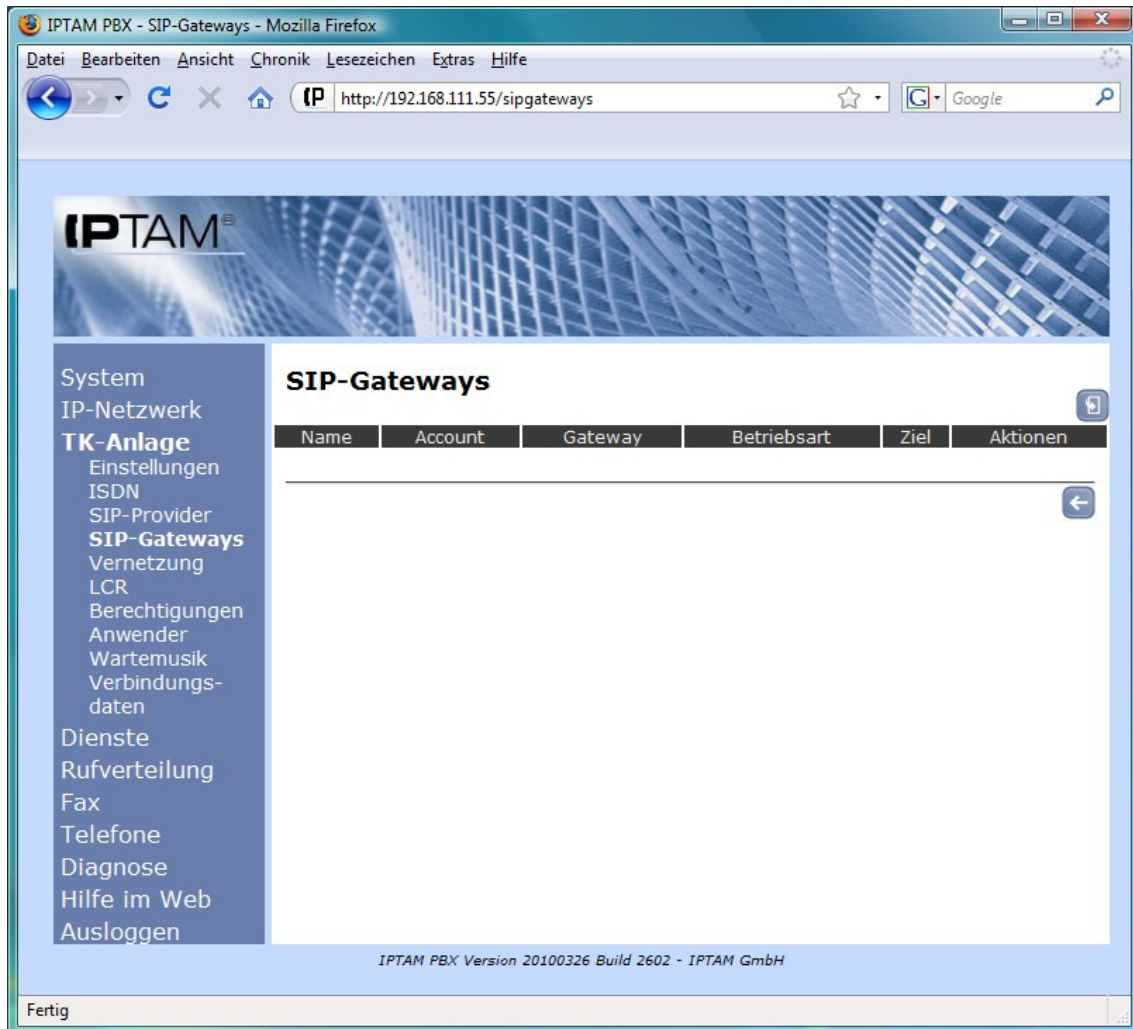 IPTAM PBX - SIP-Gateways - Mozilla Firefox
Datei Bearbeiten Ansicht Chronik Lesezeichen Extras Hilfe
(P http://192.168.111.55/sipgateways G Google
(PTAM®
System
IP-Netzwerk
TK-Anlage
Einstellungen
ISDN
SIP-Provider
SIP-Gateways
Vernetzung
LCR
Berechtigungen
Anwender
Wartemusik
Verbindungs-
daten
Dienste
Rufverteilung
Fax
Telefone
Diagnose
Hilfe im Web
Ausloggen
SIP-Gateways
Name Account Gateway Betriebsart Ziel Aktionen
IPTAM PBX Version 20100326 Build 2602 - IPTAM GmbH
Fertig